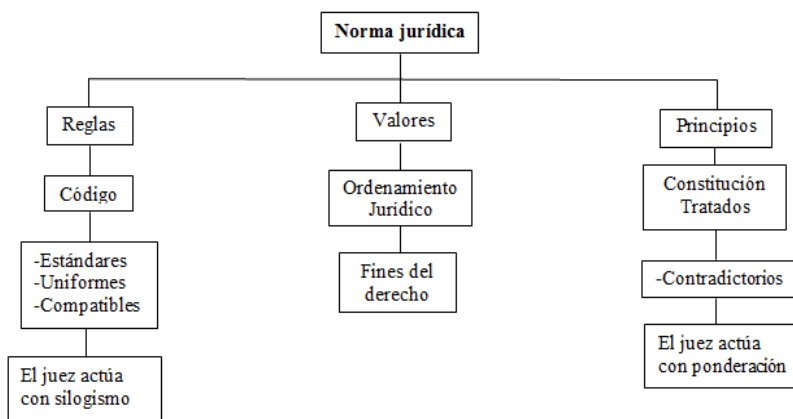 Norma jurídica
Reglas
Código
-Estándares
-Uniformes
-Compatibles
El juez actúa
con silogismo
Valores
Ordenamiento
Jurídico
Fines del
derecho
Principios
Constitución
Tratados
-Contradictorios
El juez actúa
con ponderación